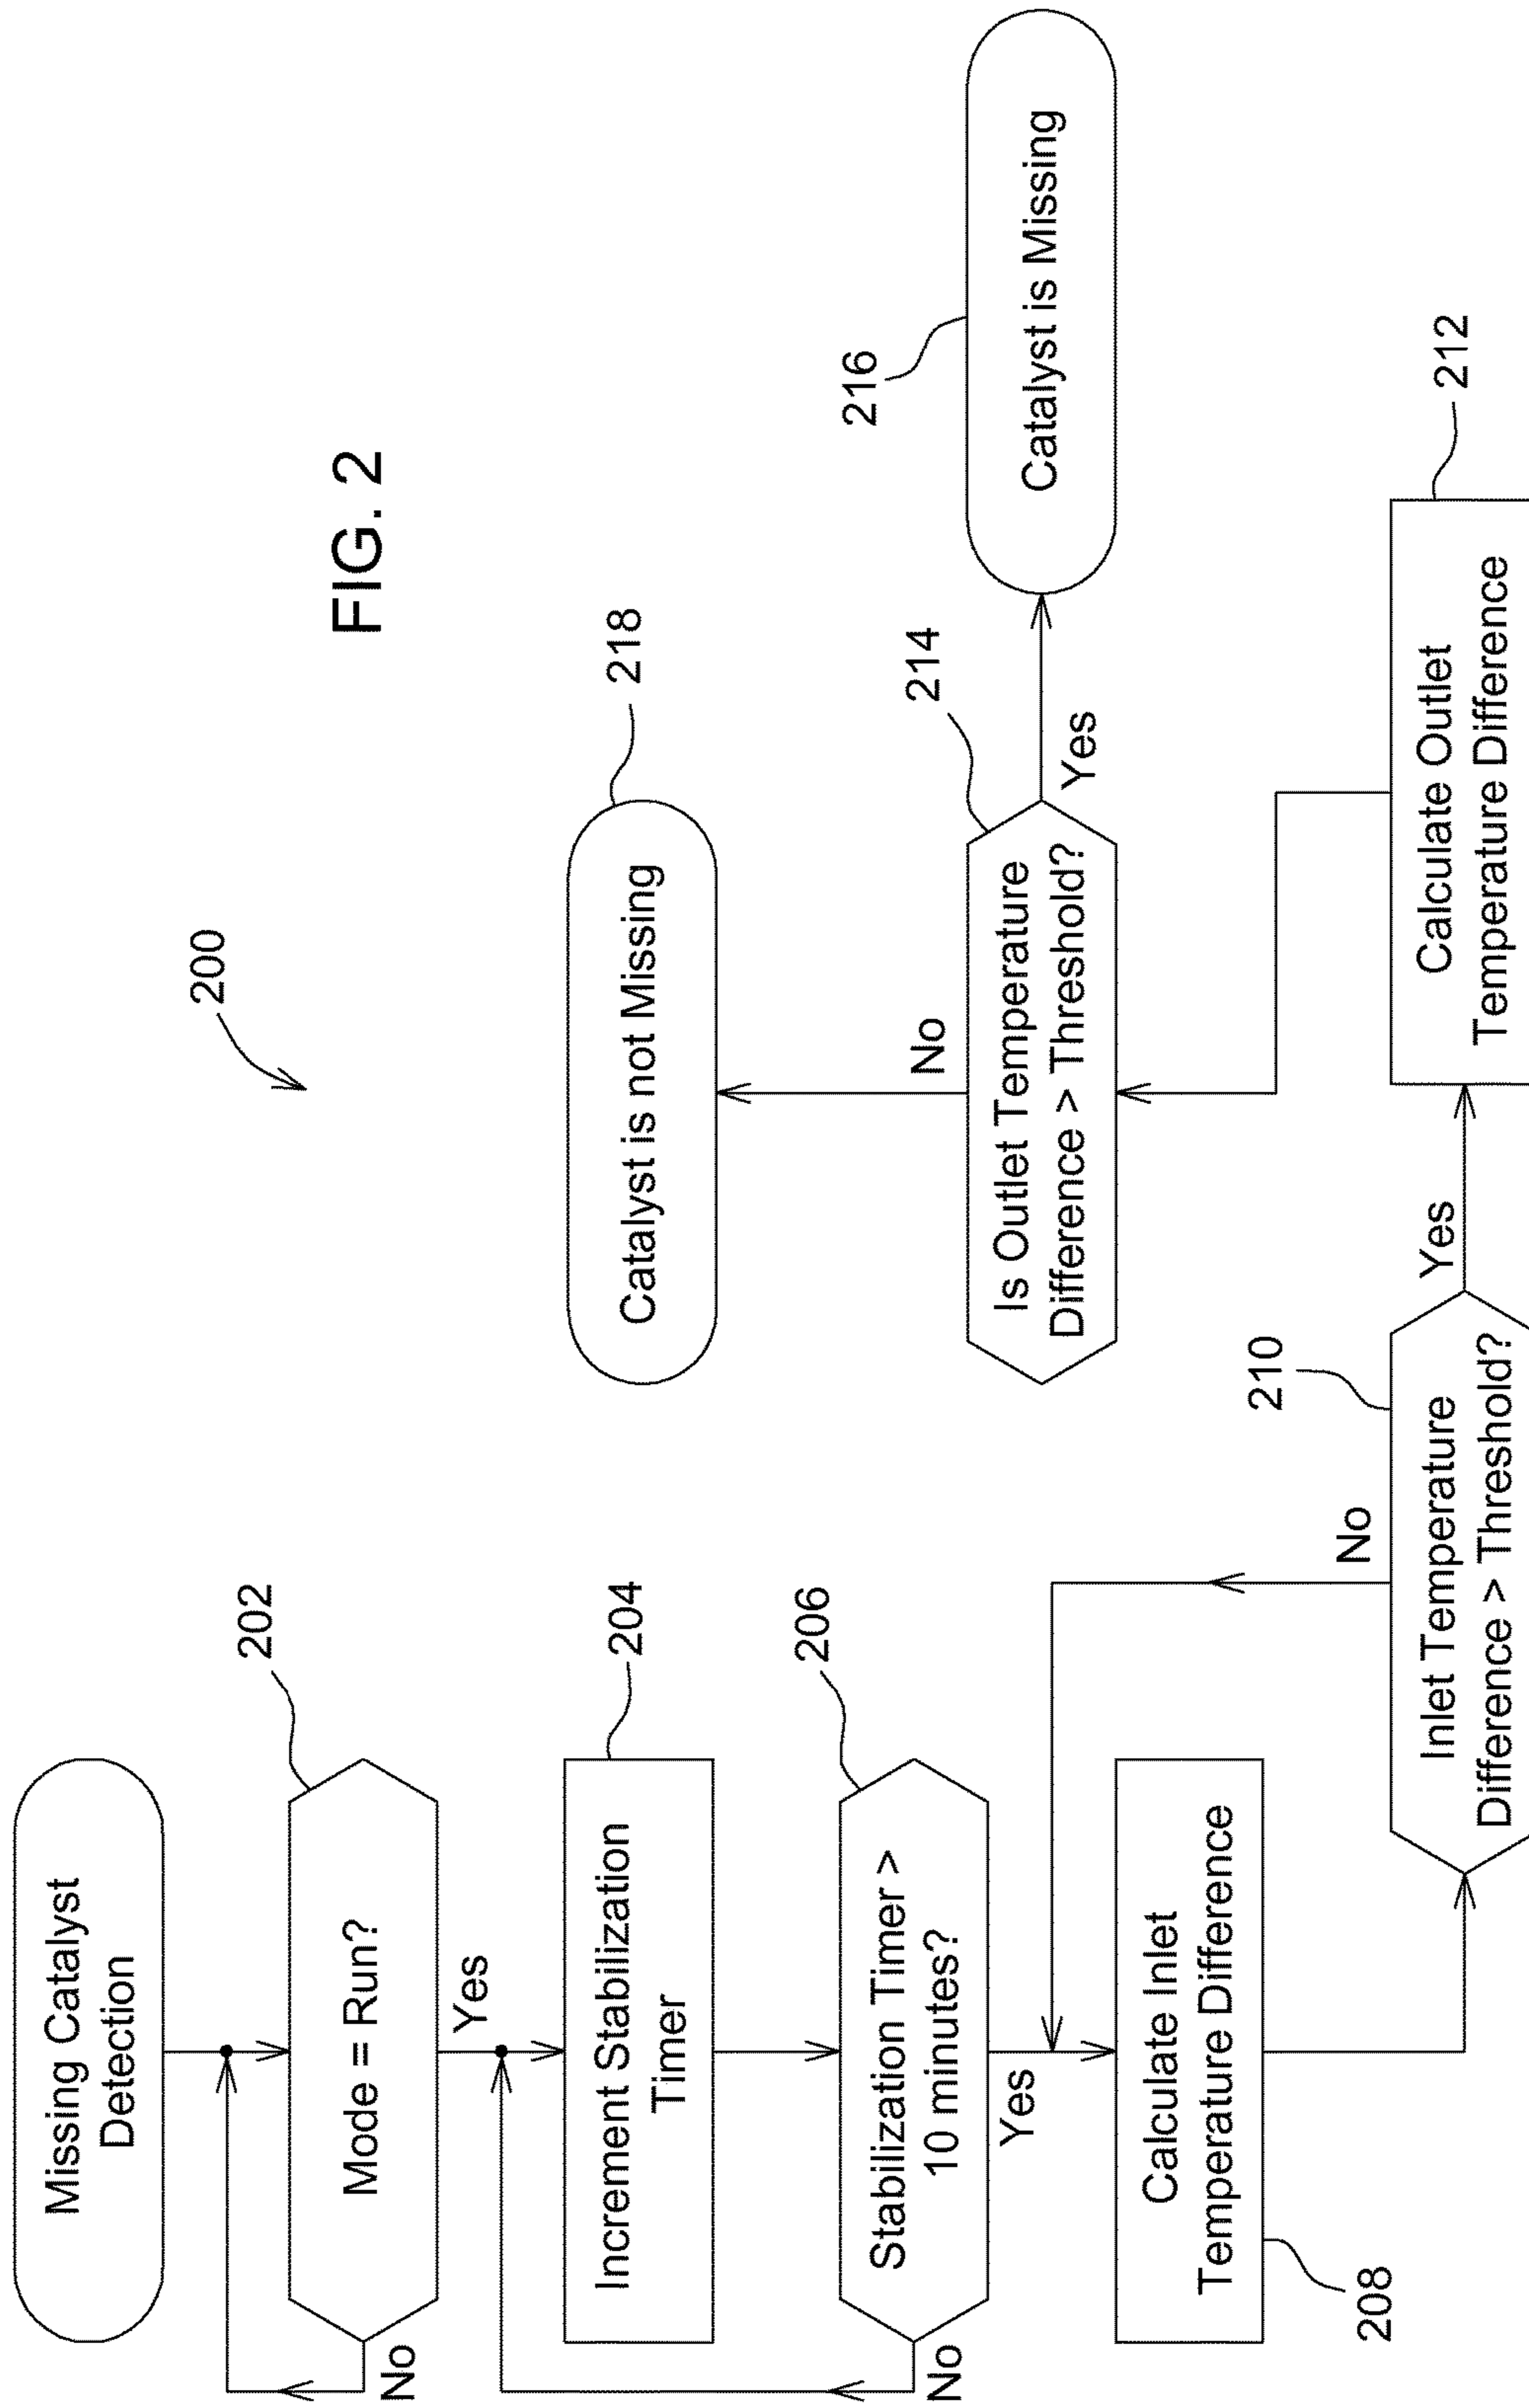 FIG. 2
200
Missing Catalyst
Detection
202
Mode = Run?
No
Yes
204
Increment Stabilization
Timer
206
Stabilization Timer >
10 minutes?
No
Yes
208
Calculate Inlet
Temperature Difference
210
Inlet Temperature
Difference > Threshold?
No
Yes
212
Calculate Outlet
Temperature Difference
214
Is Outlet Temperature
Difference > Threshold?
No
Yes
216
Catalyst is Missing
218
Catalyst is not Missing